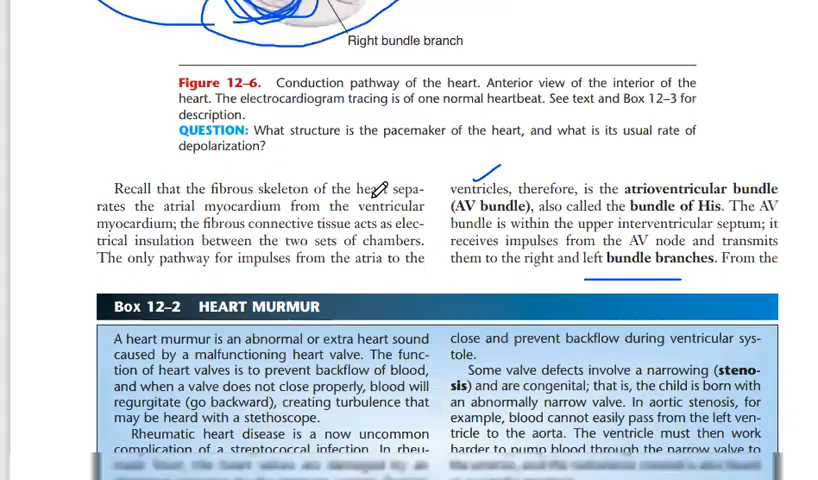 Right bundle branch
Figure 12–6. Conduction pathway of the heart. Anterior view of the interior of the
heart. The electrocardiogram tracing is of one normal heartbeat. See text and Box 12–3 for
description.
QUESTION: What structure is the pacemaker of the heart, and what is its usual rate of
depolarization?
Recall that the fibrous skeleton of the heart sepa-
rates the atrial myocardium from the ventricular
myocardium; the fibrous connective tissue acts as elec-
trical insulation between the two sets of chambers.
The only pathway for impulses from the atria to the
ventricles, therefore, is the atrioventricular bundle
(AV bundle), also called the bundle of His. The AV
bundle is within the upper interventricular septum; it
receives impulses from the AV node and transmits
them to the right and left bundle branches. From the
Box 12–2 HEART MURMUR
A heart murmur is an abnormal or extra heart sound
caused by a malfunctioning heart valve. The func-
tion of heart valves is to prevent backflow of blood,
and when a valve does not close properly, blood will
regurgitate (go backward), creating turbulence that
may be heard with a stethoscope.
Rheumatic heart disease is a now uncommon
complication of a streptococcal infection. In rheu-
close and prevent backflow during ventricular sys-
tole.
Some valve defects involve a narrowing (steno-
sis) and are congenital; that is, the child is born with
an abnormally narrow valve. In aortic stenosis, for
example, blood cannot easily pass from the left ven-
tricle to the aorta. The ventricle must then work
harder to pump blood through the narrow valve to